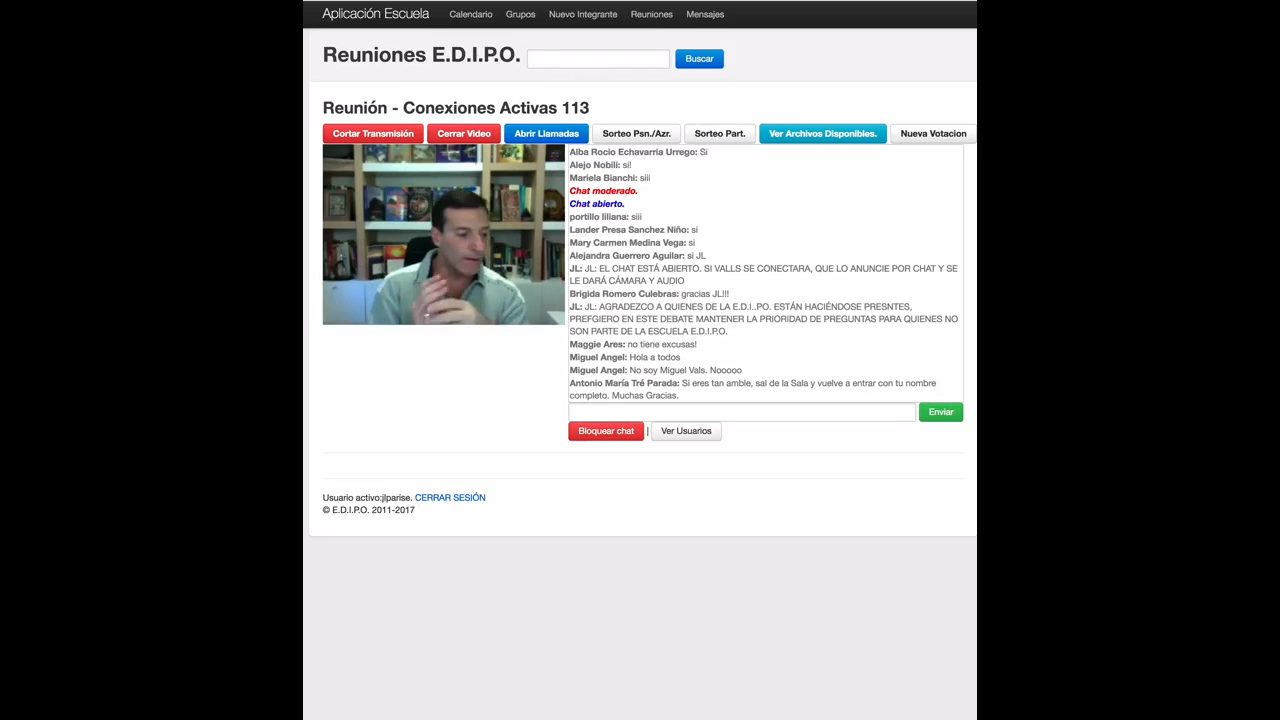 Aplicación Escuela Calendario Grupos Nuevo Integrante Reuniones Mensajes
Reuniones E.D.I.P.O. Buscar
Reunión - Conexiones Activas 113
Cortar Transmisión Cerrar Video Abrir Llamadas Sorteo Psn./Azr. Sorteo Part. Ver Archivos Disponibles. Nueva Votacion
Alba Rocio Echavarria Urrego: Si
Alejo Nobili: si!
Mariela Bianchi: siii
Chat moderado.
Chat abierto.
portillo liliana: siii
Lander Presa Sanchez Niño: si
Mary Carmen Medina Vega: si
Alejandra Guerrero Aguilar: si JL
JL: JL: EL CHAT ESTÁ ABIERTO. SI VALLS SE CONECTARA, QUE LO ANUNCIE POR CHAT Y SE
LE DARÁ CÁMARA Y AUDIO
Brigida Romero Culebras: gracias JL!!!
JL: JL: AGRADEZCO A QUIENES DE LA E.D.I..PO. ESTÁN HACIÉNDOSE PRESNTES,
PREFGIERO EN ESTE DEBATE MANTENER LA PRIORIDAD DE PREGUNTAS PARA QUIENES NO
SON PARTE DE LA ESCUELA E.D.I.P.O.
Maggie Ares: no tiene excusas!
Miguel Angel: Hola a todos
Miguel Angel: No soy Miguel Vals. Nooooo
Antonio María Tré Parada: Si eres tan amble, sal de la Sala y vuelve a entrar con tu nombre
completo. Muchas Gracias.
Enviar
Bloquear chat | Ver Usuarios
Usuario activo:jlparise. CERRAR SESIÓN
© E.D.I.P.O. 2011-2017